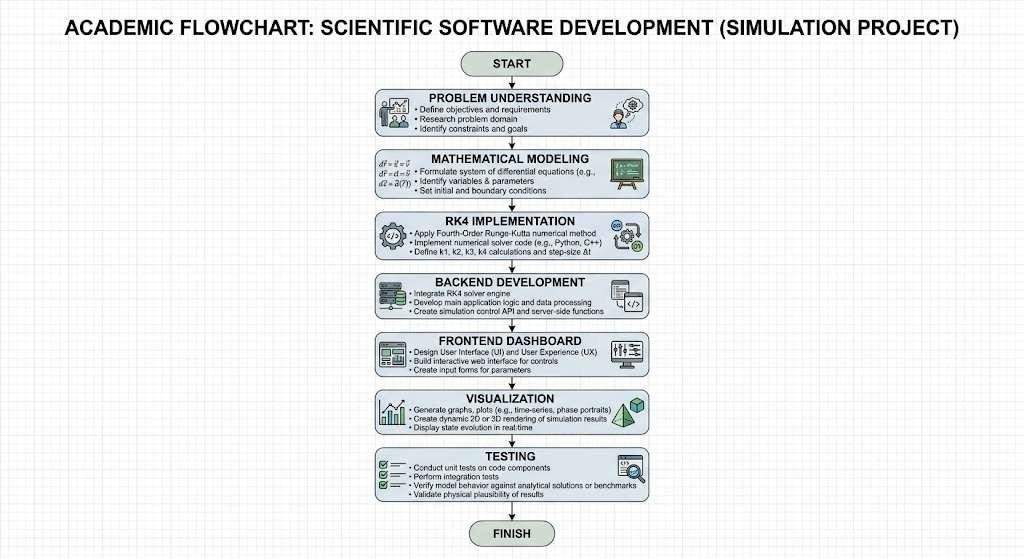 ACADEMIC FLOWCHART: SCIENTIFIC SOFTWARE DEVELOPMENT (SIMULATION PROJECT)
START
PROBLEM UNDERSTANDING
• Define objectives and requirements
• Research problem domain
• Identify constraints and goals
MATHEMATICAL MODELING
• Formulate system of differential equations (e.g.,
• Identify variables & parameters
• Set initial and boundary conditions
RK4 IMPLEMENTATION
• Apply Fourth-Order Runge-Kutta numerical method
• Implement numerical solver code (e.g., Python, C++)
• Define k1, k2, k3, k4 calculations and step-size Δt
BACKEND DEVELOPMENT
• Integrate RK4 solver engine
• Develop main application logic and data processing
• Create simulation control API and server-side functions
FRONTEND DASHBOARD
• Design User Interface (UI) and User Experience (UX)
• Build interactive web interface for controls
• Create input forms for parameters
VISUALIZATION
• Generate graphs, plots (e.g., time-series, phase portraits)
• Create dynamic 2D or 3D rendering of simulation results
• Display state evolution in real-time
TESTING
• Conduct unit tests on code components
• Perform integration tests
• Verify model behavior against analytical solutions or benchmarks
• Validate physical plausibility of results
FINISH